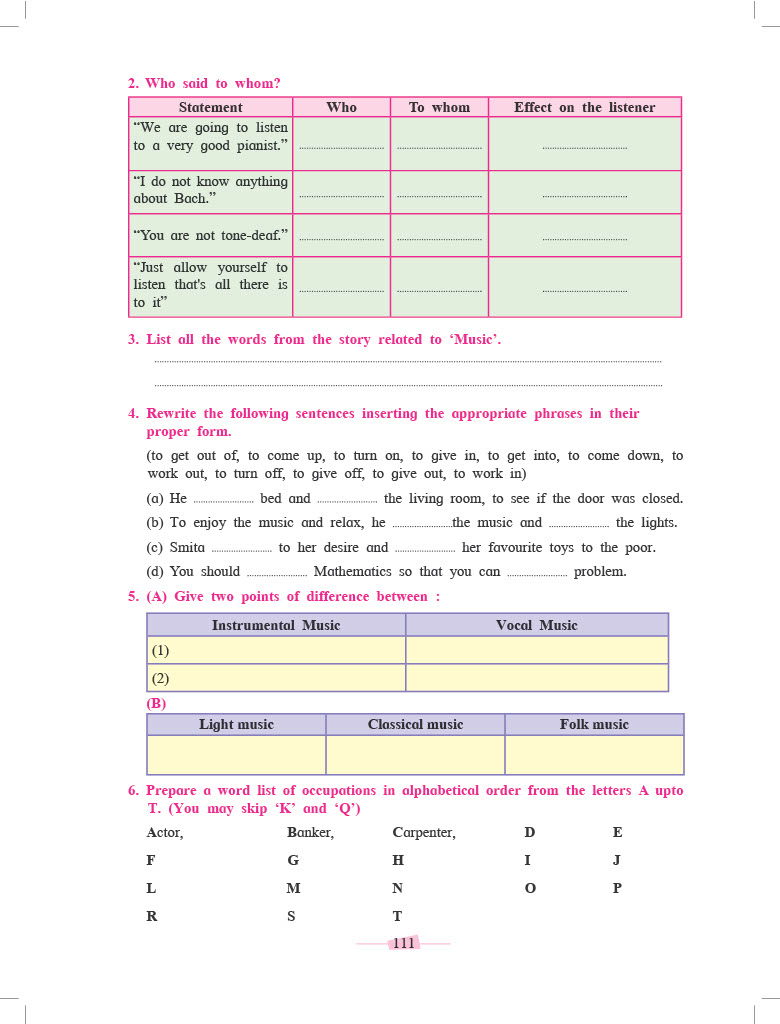 2. Who said to whom?
Statement Who To whom Effect on the listener
“We are going to listen
to a very good pianist.” .................................. .................................. ..................................
“I do not know anything
about Bach.” .................................. .................................. ..................................
“You are not tone-deaf.” .................................. .................................. ..................................
“Just allow yourself to
listen that's all there is
to it” .................................. .................................. ..................................
3. List all the words from the story related to ‘Music’.
4. Rewrite the following sentences inserting the appropriate phrases in their
proper form.
(to get out of, to come up, to turn on, to give in, to get into, to come down, to
work out, to turn off, to give off, to give out, to work in)
(a) He ........................ bed and ........................ the living room, to see if the door was closed.
(b) To enjoy the music and relax, he ........................the music and ........................ the lights.
(c) Smita ........................ to her desire and ........................ her favourite toys to the poor.
(d) You should ........................ Mathematics so that you can ........................ problem.
5. (A) Give two points of difference between :
Instrumental Music Vocal Music
(1)
(2)
(B)
Light music Classical music Folk music
6. Prepare a word list of occupations in alphabetical order from the letters A upto
T. (You may skip ‘K’ and ‘Q’)
Actor, Banker, Carpenter, D E
F G H I J
L M N O P
R S T
111